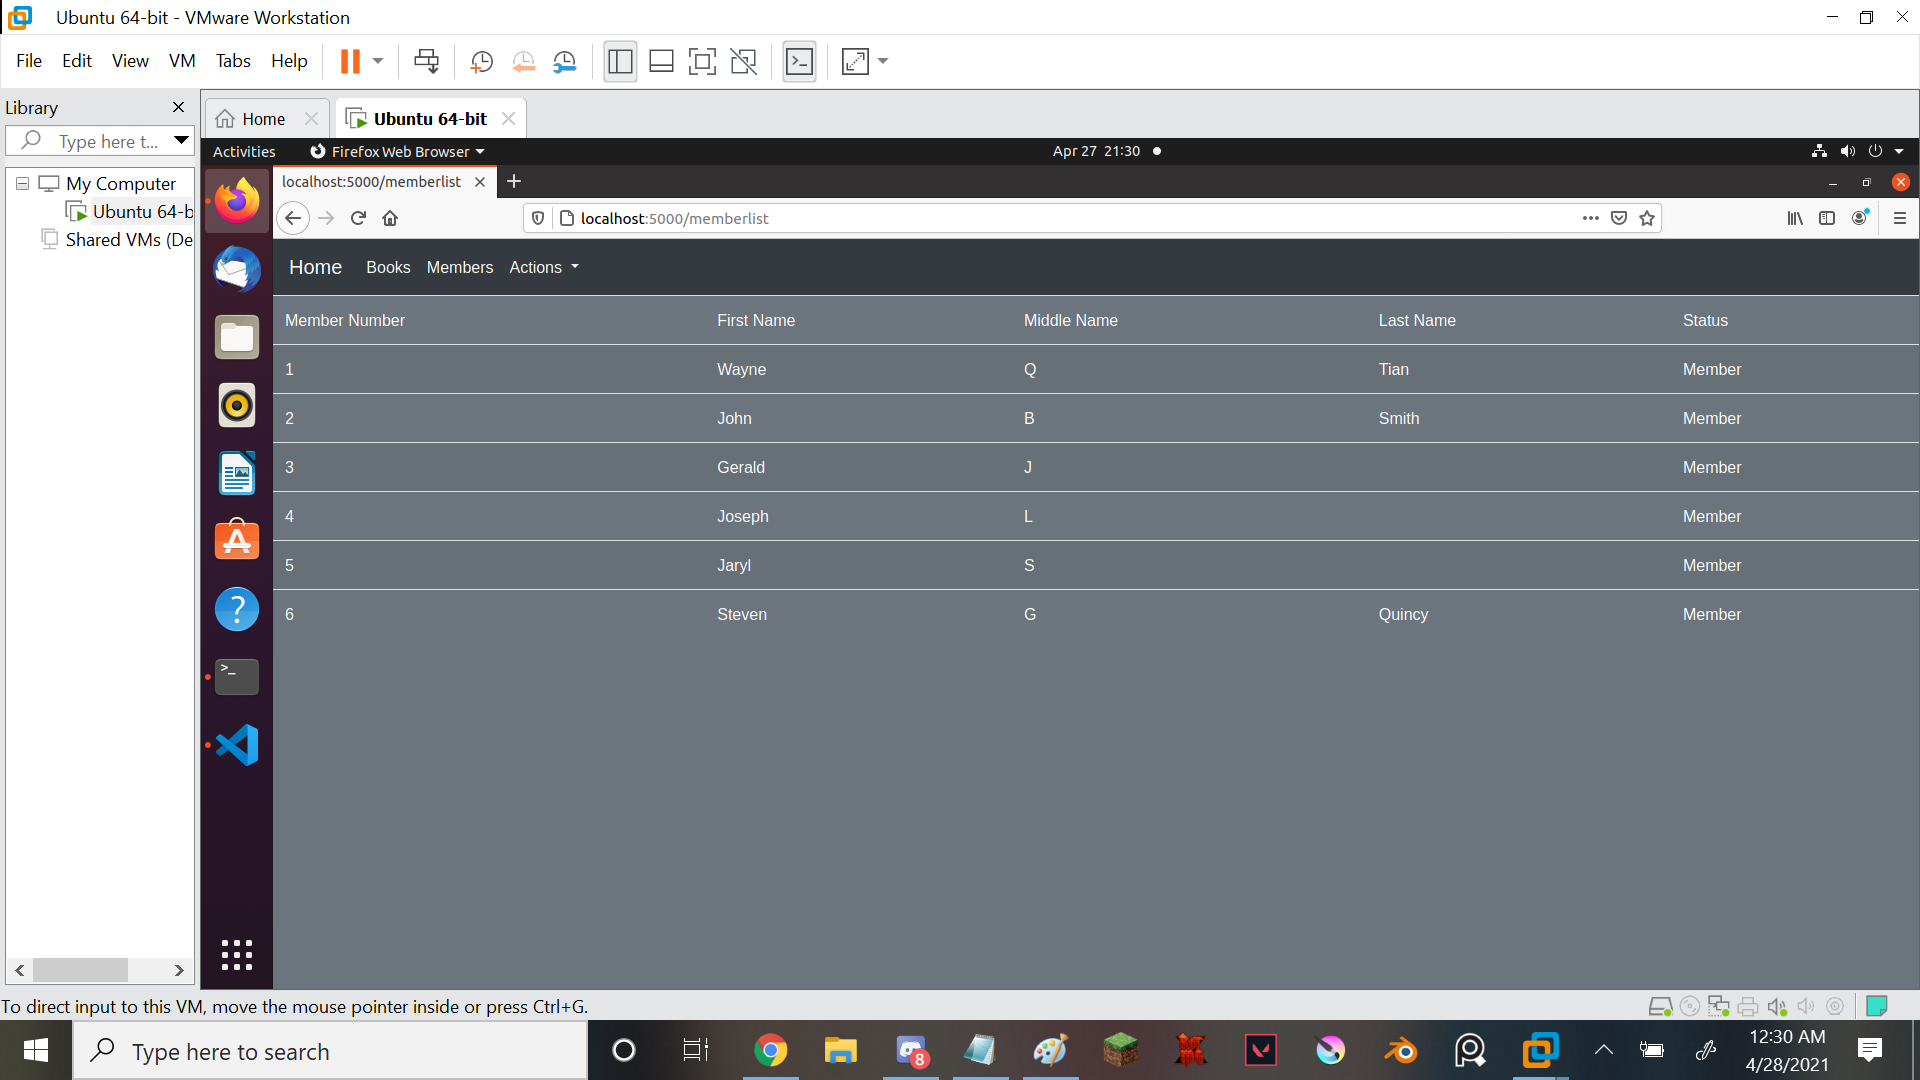 Ubuntu 64-bit - VMware Workstation
File Edit View VM Tabs Help
Library
Home
Ubuntu 64-bit
Type here t...
Activities
Firefox Web Browser
Apr 27 21:30
My Computer
Ubuntu 64-b
Shared VMs (De
localhost:5000/memberlist
localhost:5000/memberlist
Home Books Members Actions
Member Number First Name Middle Name Last Name Status
1 Wayne Q Tian Member
2 John B Smith Member
3 Gerald J Member
4 Joseph L Member
5 Jaryl S Member
6 Steven G Quincy Member
To direct input to this VM, move the mouse pointer inside or press Ctrl+G.
Type here to search
8
12:30 AM
4/28/2021